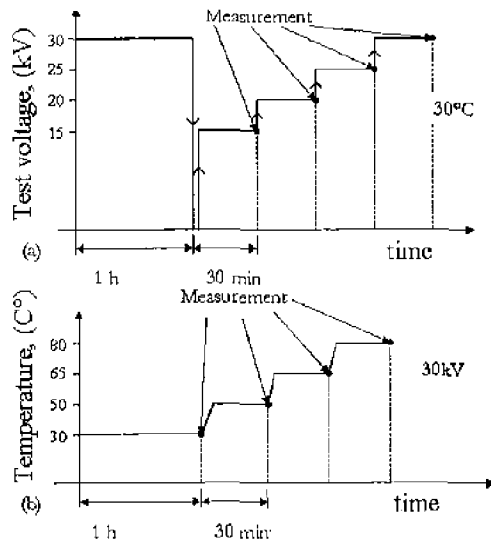 Measurement
Test voltage, (kV)
30
25
20
15
30°C
(a)
time
1 h
30 min
Measurement
Temperature, (C°)
80
65
50
30
30kV
(b)
time
1 h
30 min